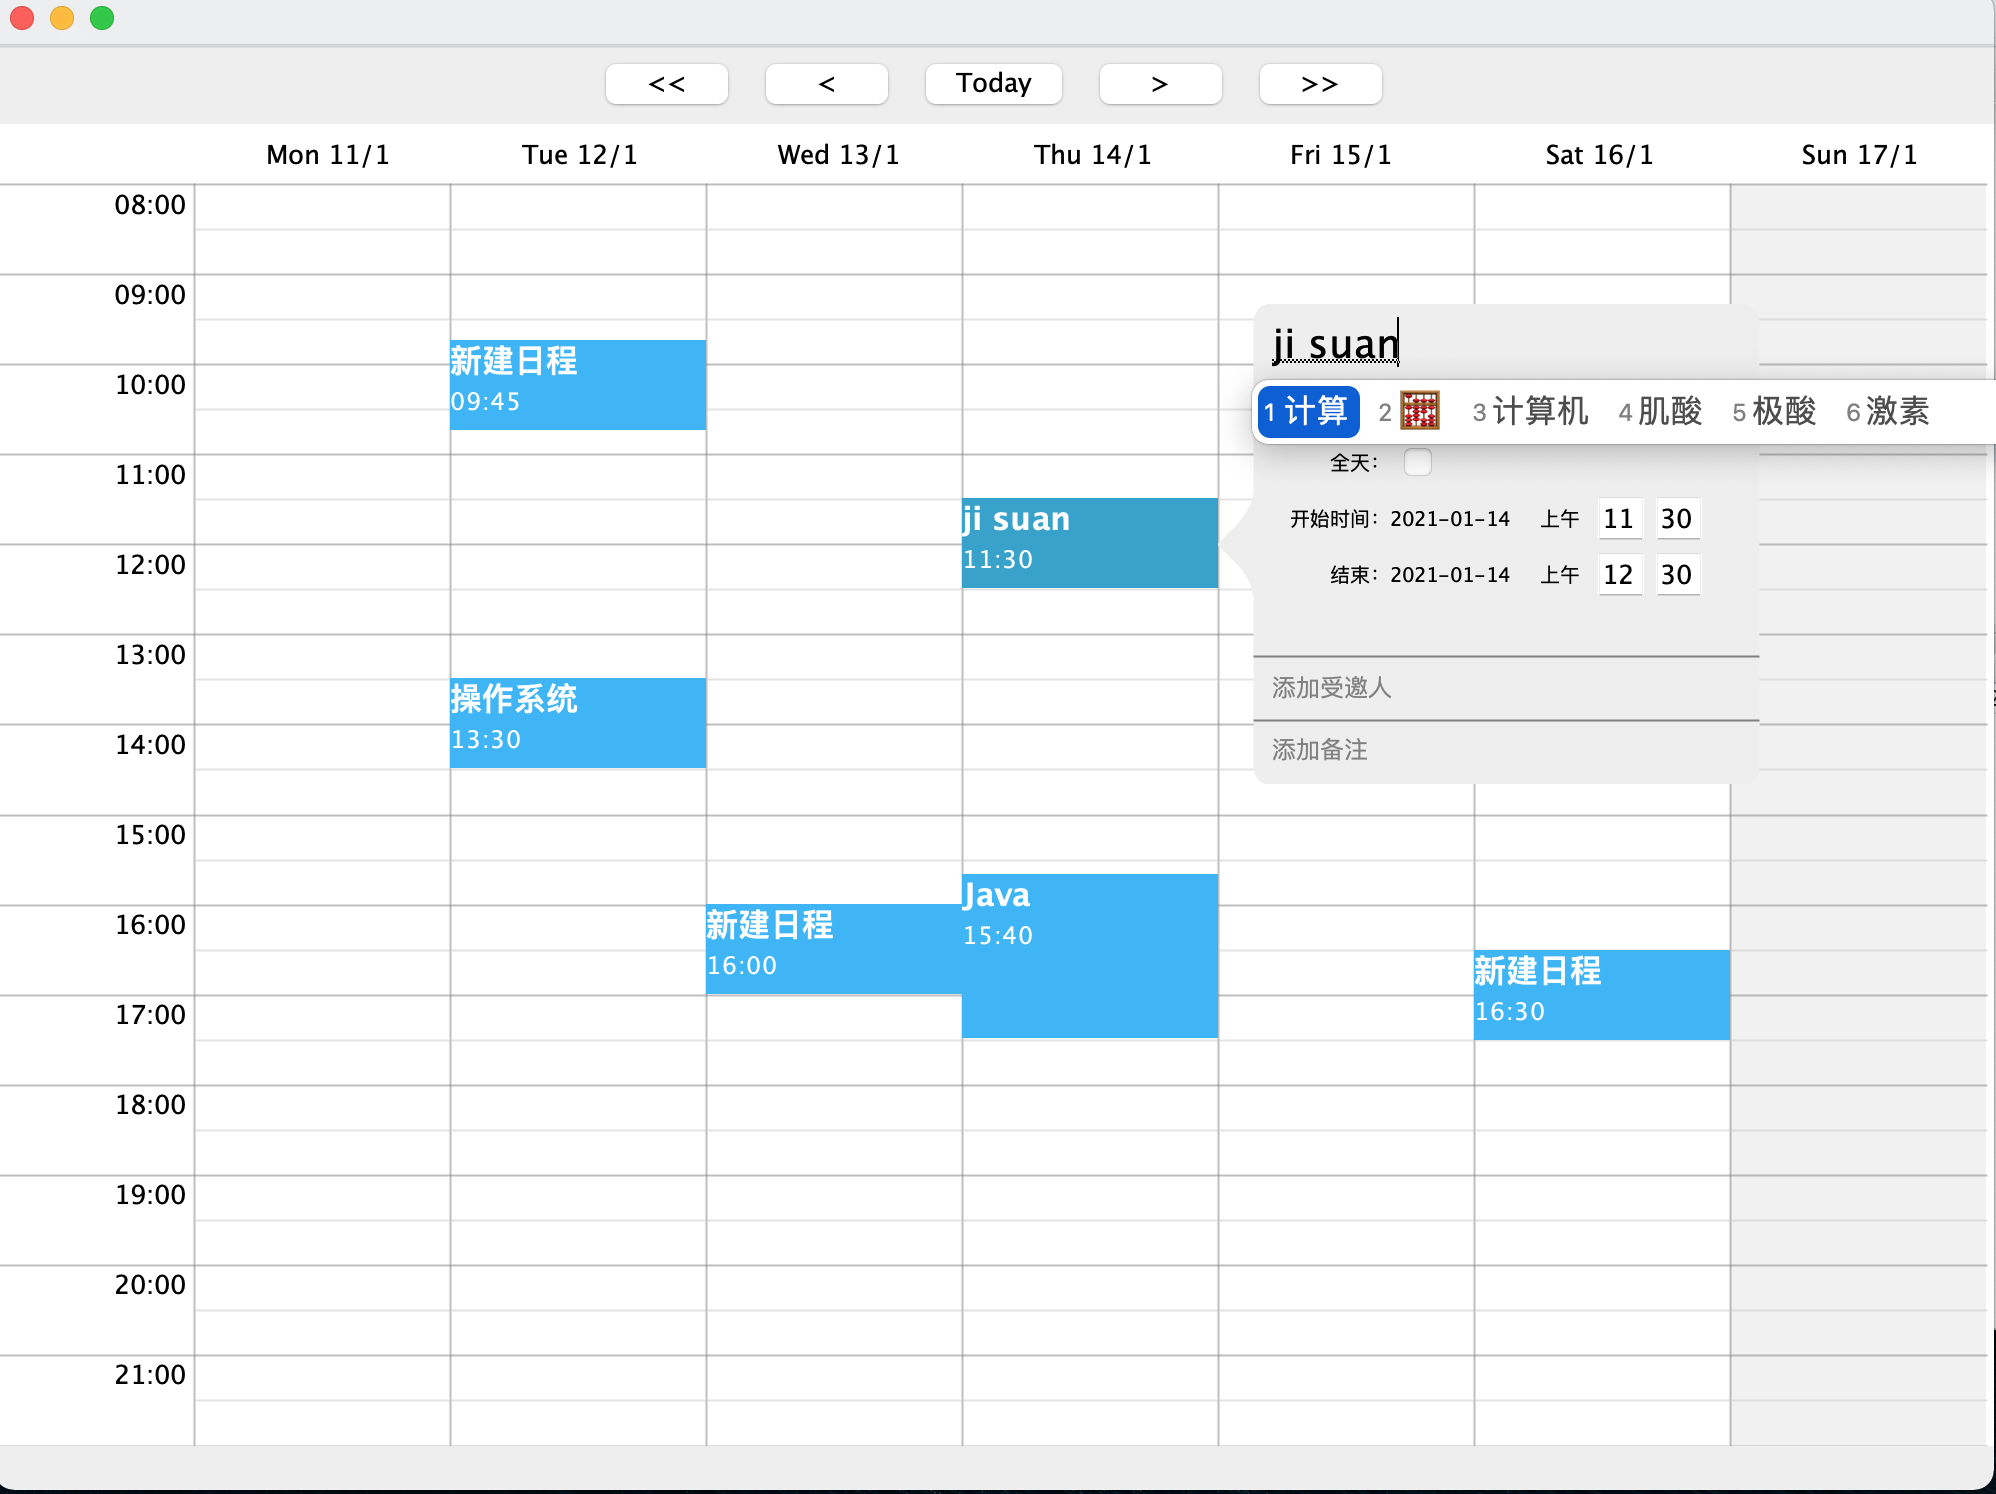 << < Today > >>
Mon 11/1 Tue 12/1 Wed 13/1 Thu 14/1 Fri 15/1 Sat 16/1 Sun 17/1
08:00
09:00
10:00
11:00
12:00
13:00
14:00
15:00
16:00
17:00
18:00
19:00
20:00
21:00
新建日程
09:45
操作系统
13:30
新建日程
16:00
ji suan
11:30
Java
15:40
新建日程
16:30
ji suan
1 计算 2 🧮 3 计算机 4 肌酸 5 极酸 6 激素
全天:
开始时间: 2021-01-14 上午 11 30
结束: 2021-01-14 上午 12 30
添加受邀人
添加备注